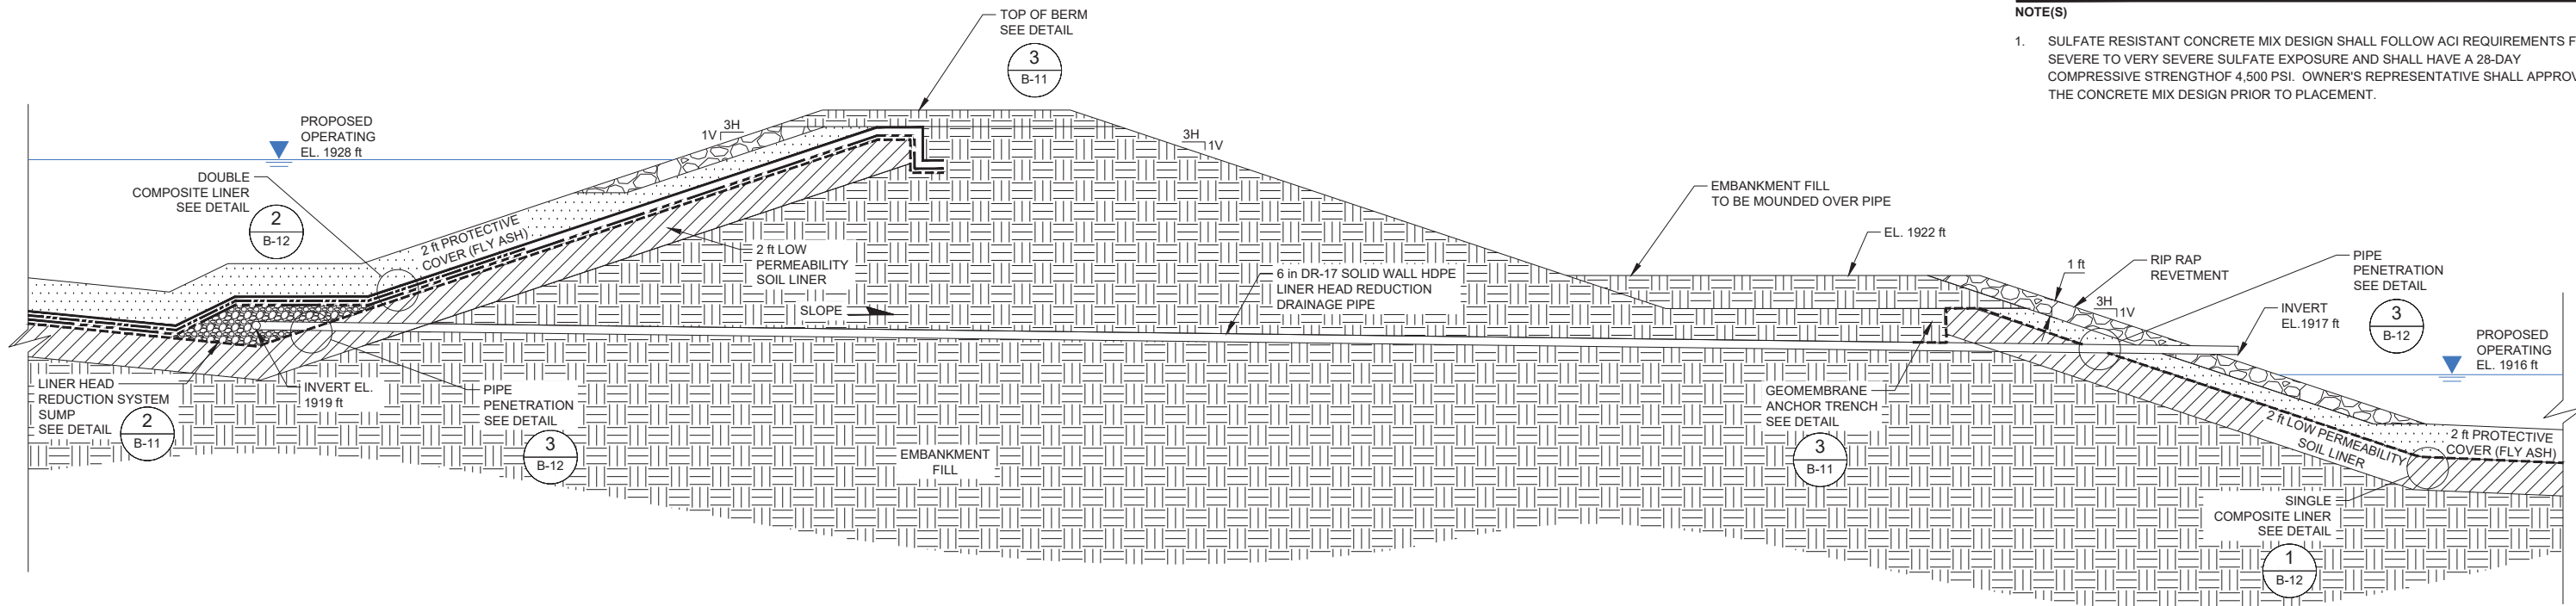 NOTE(S)
1. SULFATE RESISTANT CONCRETE MIX DESIGN SHALL FOLLOW ACI REQUIREMENTS
SEVERE TO VERY SEVERE SULFATE EXPOSURE AND SHALL HAVE A 28-DAY
COMPRESSIVE STRENGTHOF 4,500 PSI. OWNER'S REPRESENTATIVE SHALL
THE CONCRETE MIX DESIGN PRIOR TO PLACEMENT.
TOP OF BERM
SEE DETAIL
3
B-11
PROPOSED
OPERATING
EL. 1928 ft
3H
1V
3H
1V
DOUBLE
COMPOSITE LINER
SEE DETAIL
2
B-12
2 ft PROTECTIVE
COVER (FLY ASH)
2 ft LOW
PERMEABILITY
SOIL LINER
SLOPE
6 in DR-17 SOLID WALL HDPE
LINER HEAD REDUCTION
DRAINAGE PIPE
EMBANKMENT FILL
TO BE MOUNDED OVER PIPE
EL. 1922 ft
1 ft
RIP RAP
REVETMENT
3H
1V
PIPE
PENETRATION
SEE DETAIL
3
B-12
INVERT
EL.1917 ft
PROPOSED
OPERATING
EL. 1916 ft
LINER HEAD
REDUCTION SYSTEM
SUMP
SEE DETAIL
2
B-11
INVERT EL.
1919 ft
PIPE
PENETRATION
SEE DETAIL
3
B-12
EMBANKMENT
FILL
GEOMEMBRANE
ANCHOR TRENCH
SEE DETAIL
3
B-11
2 ft LOW PERMEABILITY
SOIL LINER
2 ft PROTECTIVE
COVER (FLY ASH)
SINGLE
COMPOSITE LINER
SEE DETAIL
1
B-12